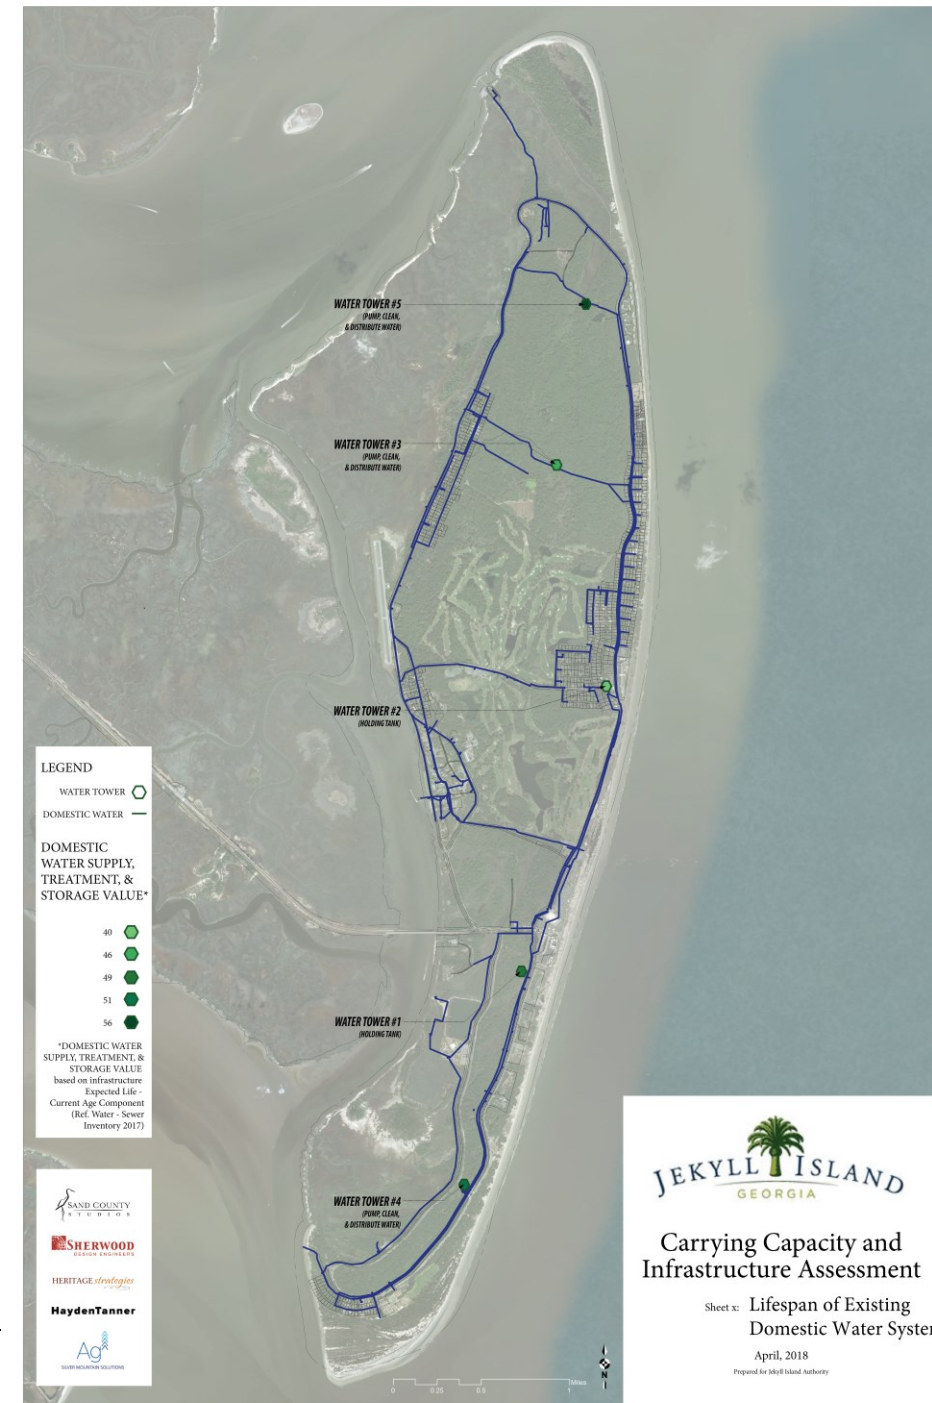 WATER TOWER #5
(PUMP, CLEAN,
& DISTRIBUTE WATER)
WATER TOWER #3
(PUMP, CLEAN,
& DISTRIBUTE WATER)
WATER TOWER #2
(HOLDING TANK)
WATER TOWER #1
(HOLDING TANK)
WATER TOWER #4
(PUMP, CLEAN,
& DISTRIBUTE WATER)
LEGEND
WATER TOWER
DOMESTIC WATER
DOMESTIC
WATER SUPPLY,
TREATMENT, &
STORAGE VALUE*
40
46
49
51
56
*DOMESTIC WATER
SUPPLY, TREATMENT, &
STORAGE VALUE
based on infrastructure
Expected Life -
Current Age Component
(Ref. Water - Sewer
Inventory 2017)
SAND COUNTY
STUDIOS
SHERWOOD
DESIGN ENGINEERS
HERITAGE strategies
HaydenTanner
Ag
SILVER MOUNTAIN SOLUTIONS
0 0.25 0.5 1 Miles
N
JEKYLL ISLAND
GEORGIA
Carrying Capacity and
Infrastructure Assessment
Sheet x: Lifespan of Existing
Domestic Water Syster
April, 2018
Prepared for Jekyll Island Authority